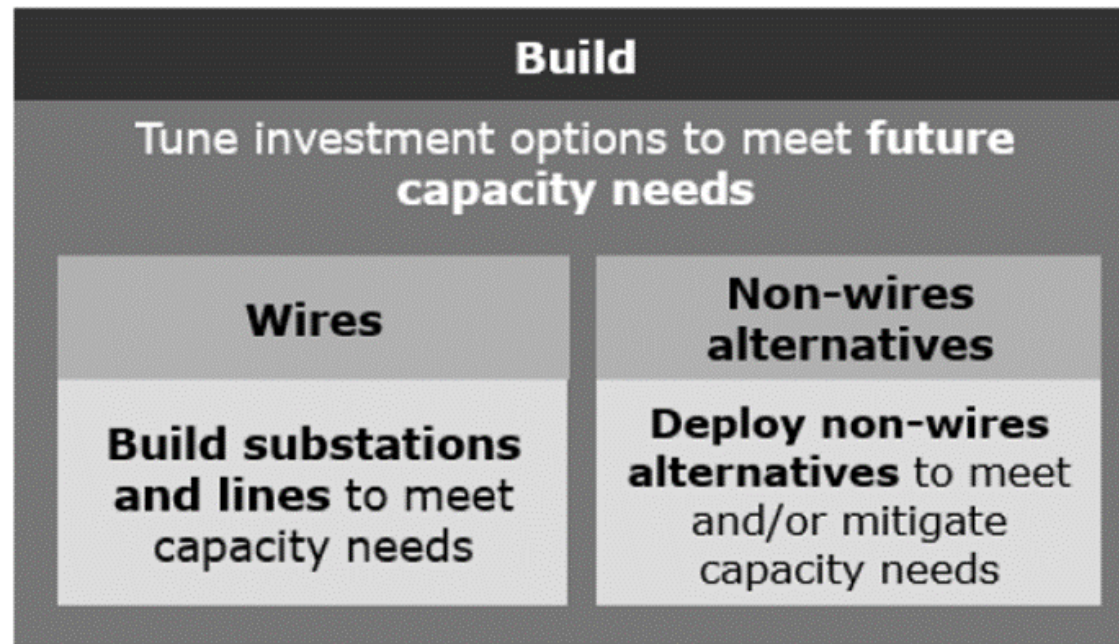 Build
Tune investment options to meet future
capacity needs
Wires
Build substations
and lines to meet
capacity needs
Non-wires
alternatives
Deploy non-wires
alternatives to meet
and/or mitigate
capacity needs